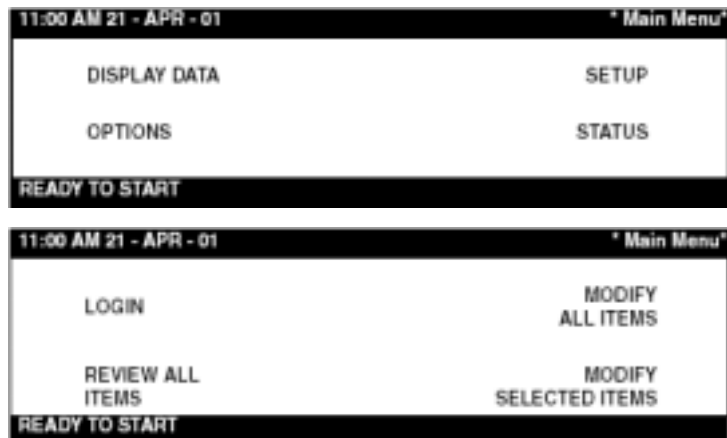 11:00 AM 21 - APR - 01 * Main Menu*
DISPLAY DATA SETUP
OPTIONS STATUS
READY TO START
11:00 AM 21 - APR - 01 * Main Menu*
LOGIN MODIFY
ALL ITEMS
REVIEW ALL MODIFY
ITEMS SELECTED ITEMS
READY TO START